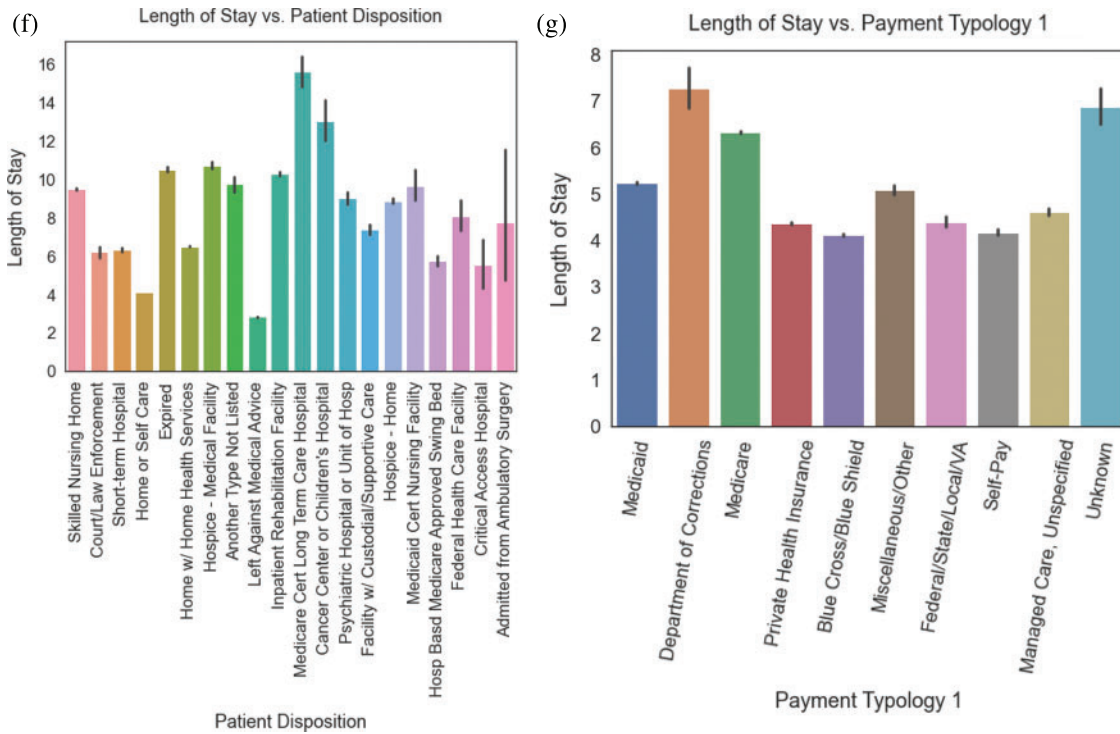 (f)
Length of Stay vs. Patient Disposition
16
14
12
10
8
6
4
2
0
Length of Stay
Skilled Nursing Home
Court/Law Enforcement
Short-term Hospital
Home or Self Care
Expired
Home w/ Home Health Services
Hospice - Medical Facility
Another Type Not Listed
Left Against Medical Advice
Inpatient Rehabilitation Facility
Medicare Cert Long Term Care Hospital
Cancer Center or Children's Hospital
Psychiatric Hospital or Unit of Hosp
Facility w/ Custodial/Supportive Care
Hospice - Home
Medicaid Cert Nursing Facility
Hosp Basd Medicare Approved Swing Bed
Federal Health Care Facility
Critical Access Hospital
Admitted from Ambulatory Surgery
Patient Disposition
(g)
Length of Stay vs. Payment Typology 1
8
7
6
5
4
3
2
1
0
Length of Stay
Medicaid
Department of Corrections
Medicare
Private Health Insurance
Blue Cross/Blue Shield
Miscellaneous/Other
Federal/State/Local/VA
Self-Pay
Managed Care, Unspecified
Unknown
Payment Typology 1